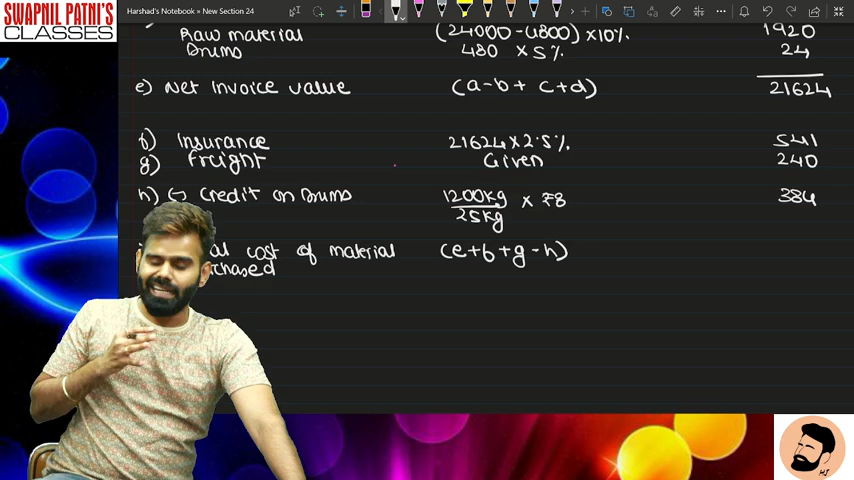 SWAPNIL PATNI'S
CLASSES
Harshad's Notebook » New Section 24
Raw material (24000-4800) ×10% 1920
Drums 480 ×5% 24
e) Net Invoice value (a-b + c+d) 21624
f) Insurance 21624×2.5% 541
g) Freight Given 240
h) (-) Credit on Drums 1200kg × ₹8 384
25kg
cost of material (e+f+g-h)
HS